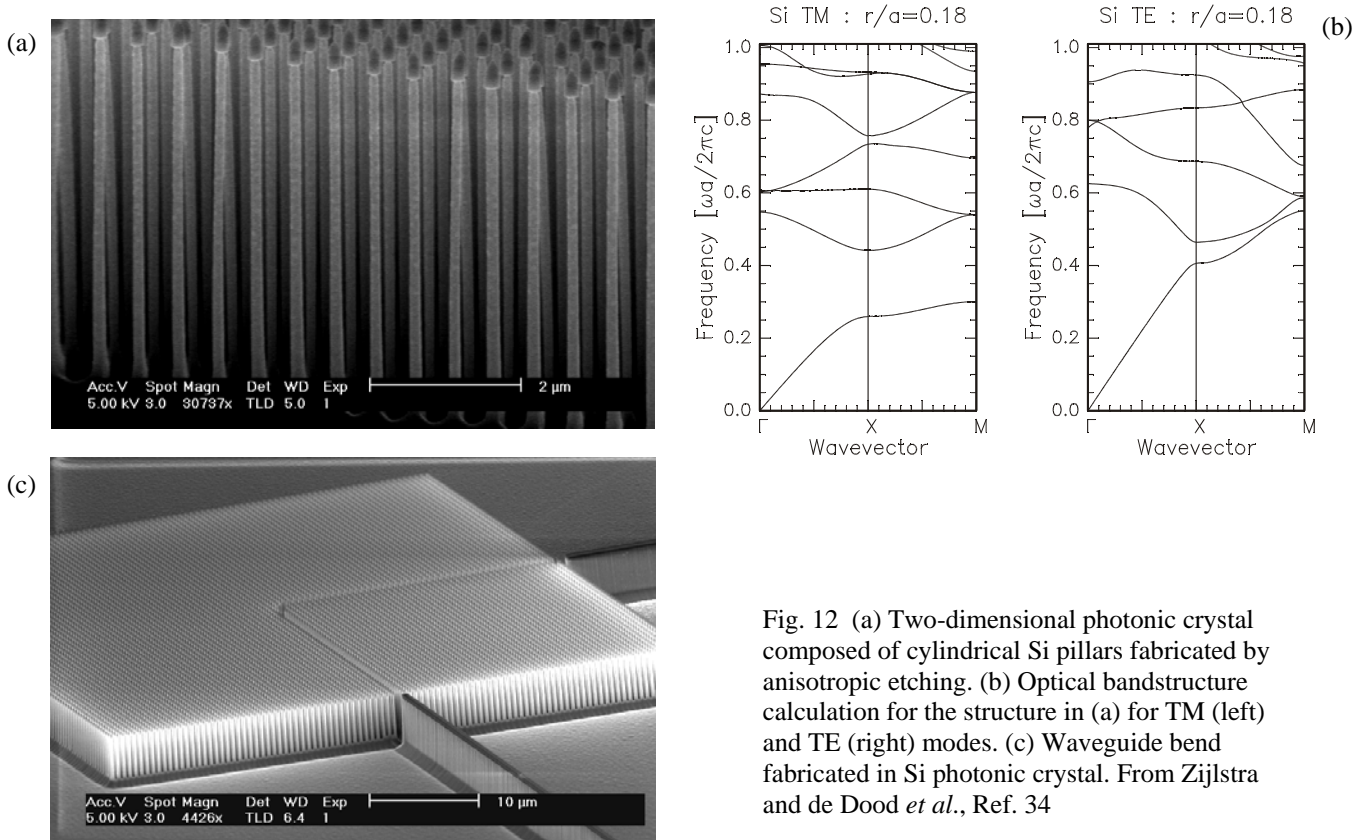 (a)
Acc.V Spot Magn Det WD Exp
5.00 kV 3.0 30737x TLD 5.0 1
2 µm
Si TM : r/a=0.18
Si TE : r/a=0.18
(b)
Frequency [ωa/2πc]
1.0
0.8
0.6
0.4
0.2
0.0
Γ X M
Wavevector
Frequency [ωa/2πc]
1.0
0.8
0.6
0.4
0.2
0.0
Γ X M
Wavevector
(c)
Acc.V Spot Magn Det WD Exp
5.00 kV 3.0 4426x TLD 6.4 1
10 µm
Fig. 12 (a) Two-dimensional photonic crystal
composed of cylindrical Si pillars fabricated by
anisotropic etching. (b) Optical bandstructure
calculation for the structure in (a) for TM (left)
and TE (right) modes. (c) Waveguide bend
fabricated in Si photonic crystal. From Zijlstra
and de Dood et al., Ref. 34